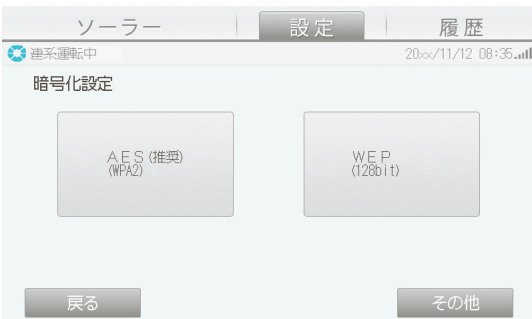 ソーラー 設定 履歴
連系運転中 20××/11/12 08:35
暗号化設定
AES(推奨) WEP
(WPA2) (128bit)
戻る その他